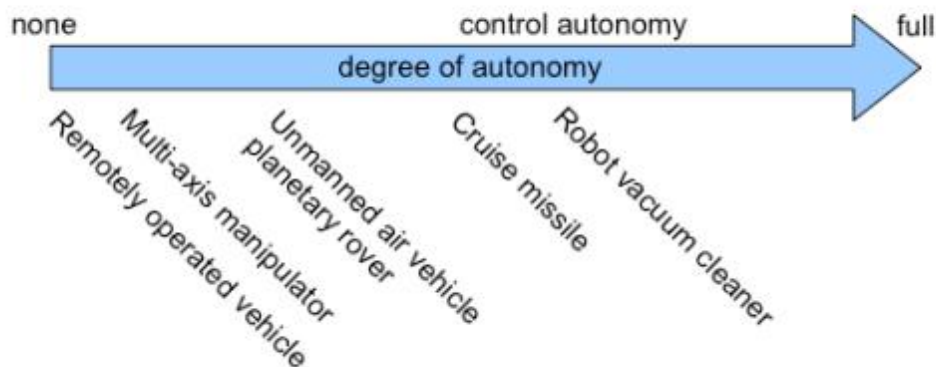 none
control autonomy
full
degree of autonomy
Remotely operated vehicle
Multi-axis manipulator
Unmanned air vehicle
planetary rover
Cruise missile
Robot vacuum cleaner